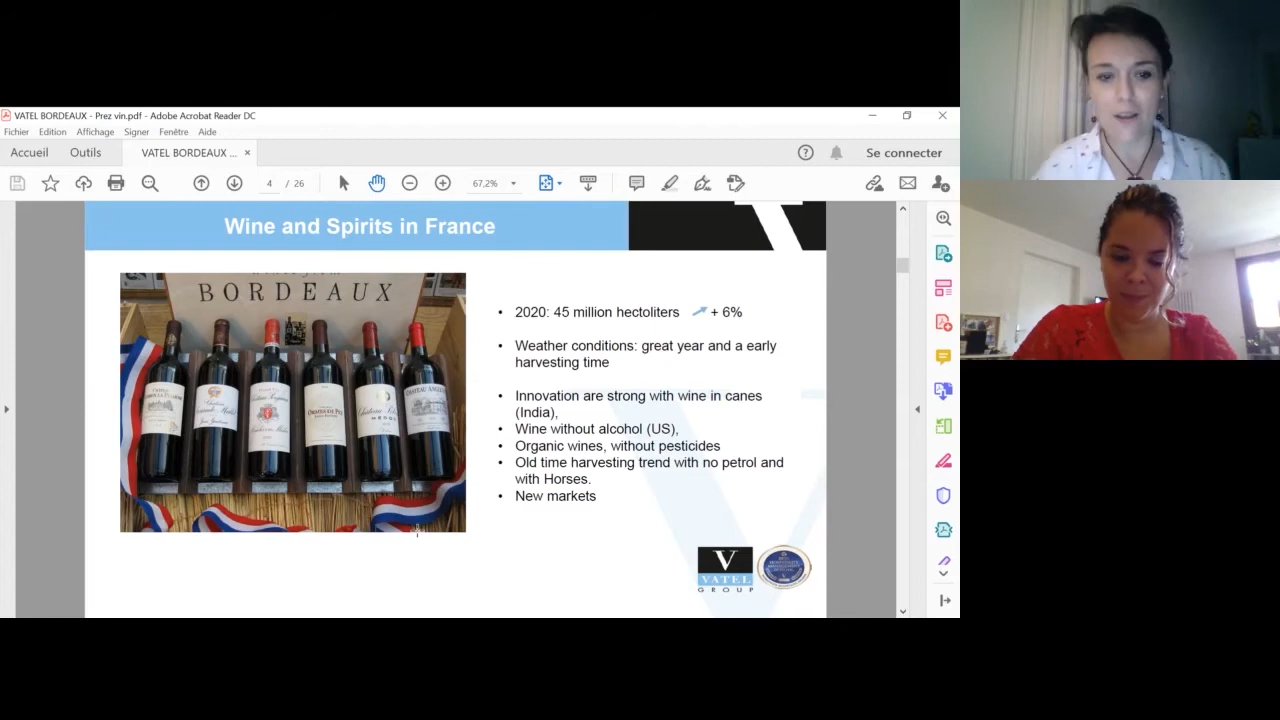 VATEL BORDEAUX - Prez vin.pdf - Adobe Acrobat Reader DC
Fichier Edition Affichage Signer Fenêtre Aide
Accueil Outils VATEL BORDEAUX ... × Se connecter
4 / 26 67,2%
Wine and Spirits in France
BORDEAUX
• 2020: 45 million hectoliters + 6%
• Weather conditions: great year and a early
harvesting time
• Innovation are strong with wine in canes
(India),
• Wine without alcohol (US),
• Organic wines, without pesticides
• Old time harvesting trend with no petrol and
with Horses.
• New markets
V
VATEL
GROUP